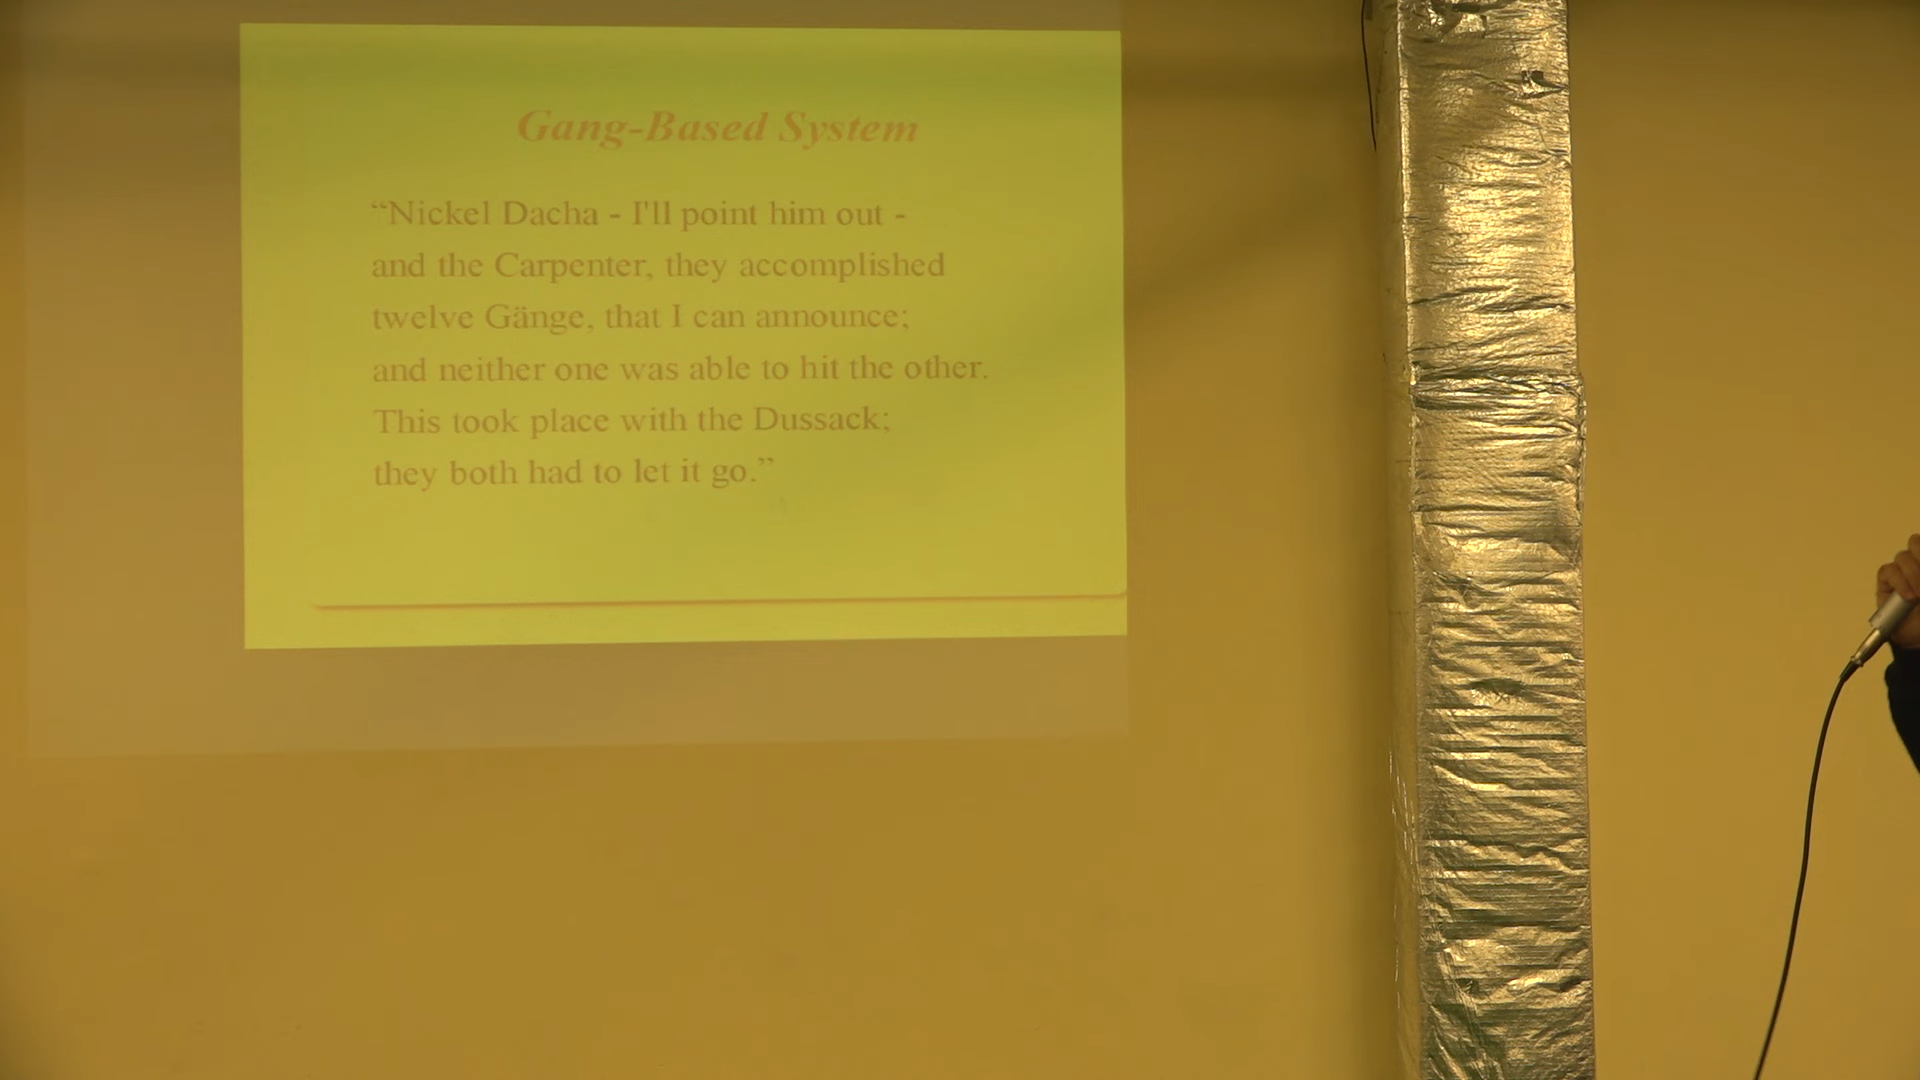 Gang-Based System
“Nickel Dacha - I'll point him out -
and the Carpenter, they accomplished
twelve Gänge, that I can announce;
and neither one was able to hit the other.
This took place with the Dussack;
they both had to let it go.”